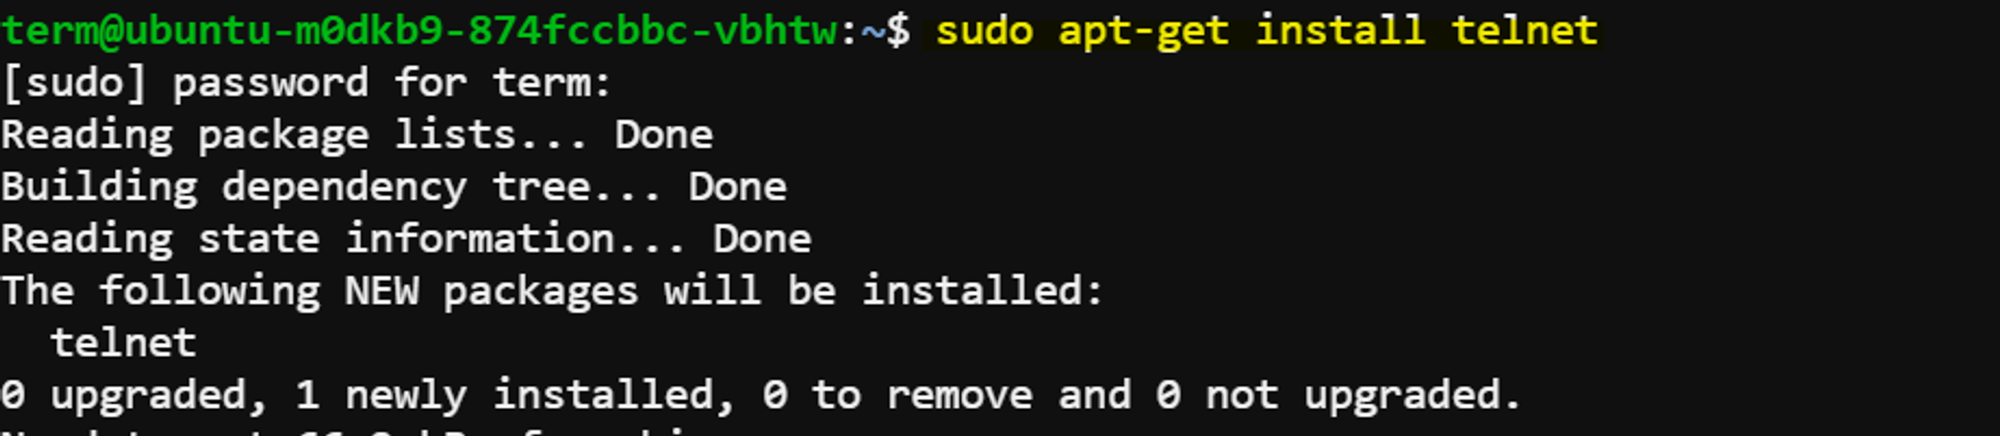 term@ubuntu-m0dkb9-874fccbbc-vbhtw:~$ sudo apt-get install telnet
[sudo] password for term:
Reading package lists... Done
Building dependency tree... Done
Reading state information... Done
The following NEW packages will be installed:
  telnet
0 upgraded, 1 newly installed, 0 to remove and 0 not upgraded.